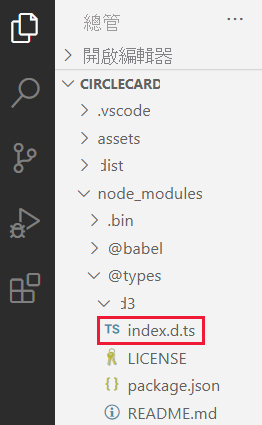 總管
開啟編輯器
CIRCLECARD
.vscode
assets
dist
node_modules
.bin
@babel
@types
d3
TS index.d.ts
LICENSE
{} package.json
README.md